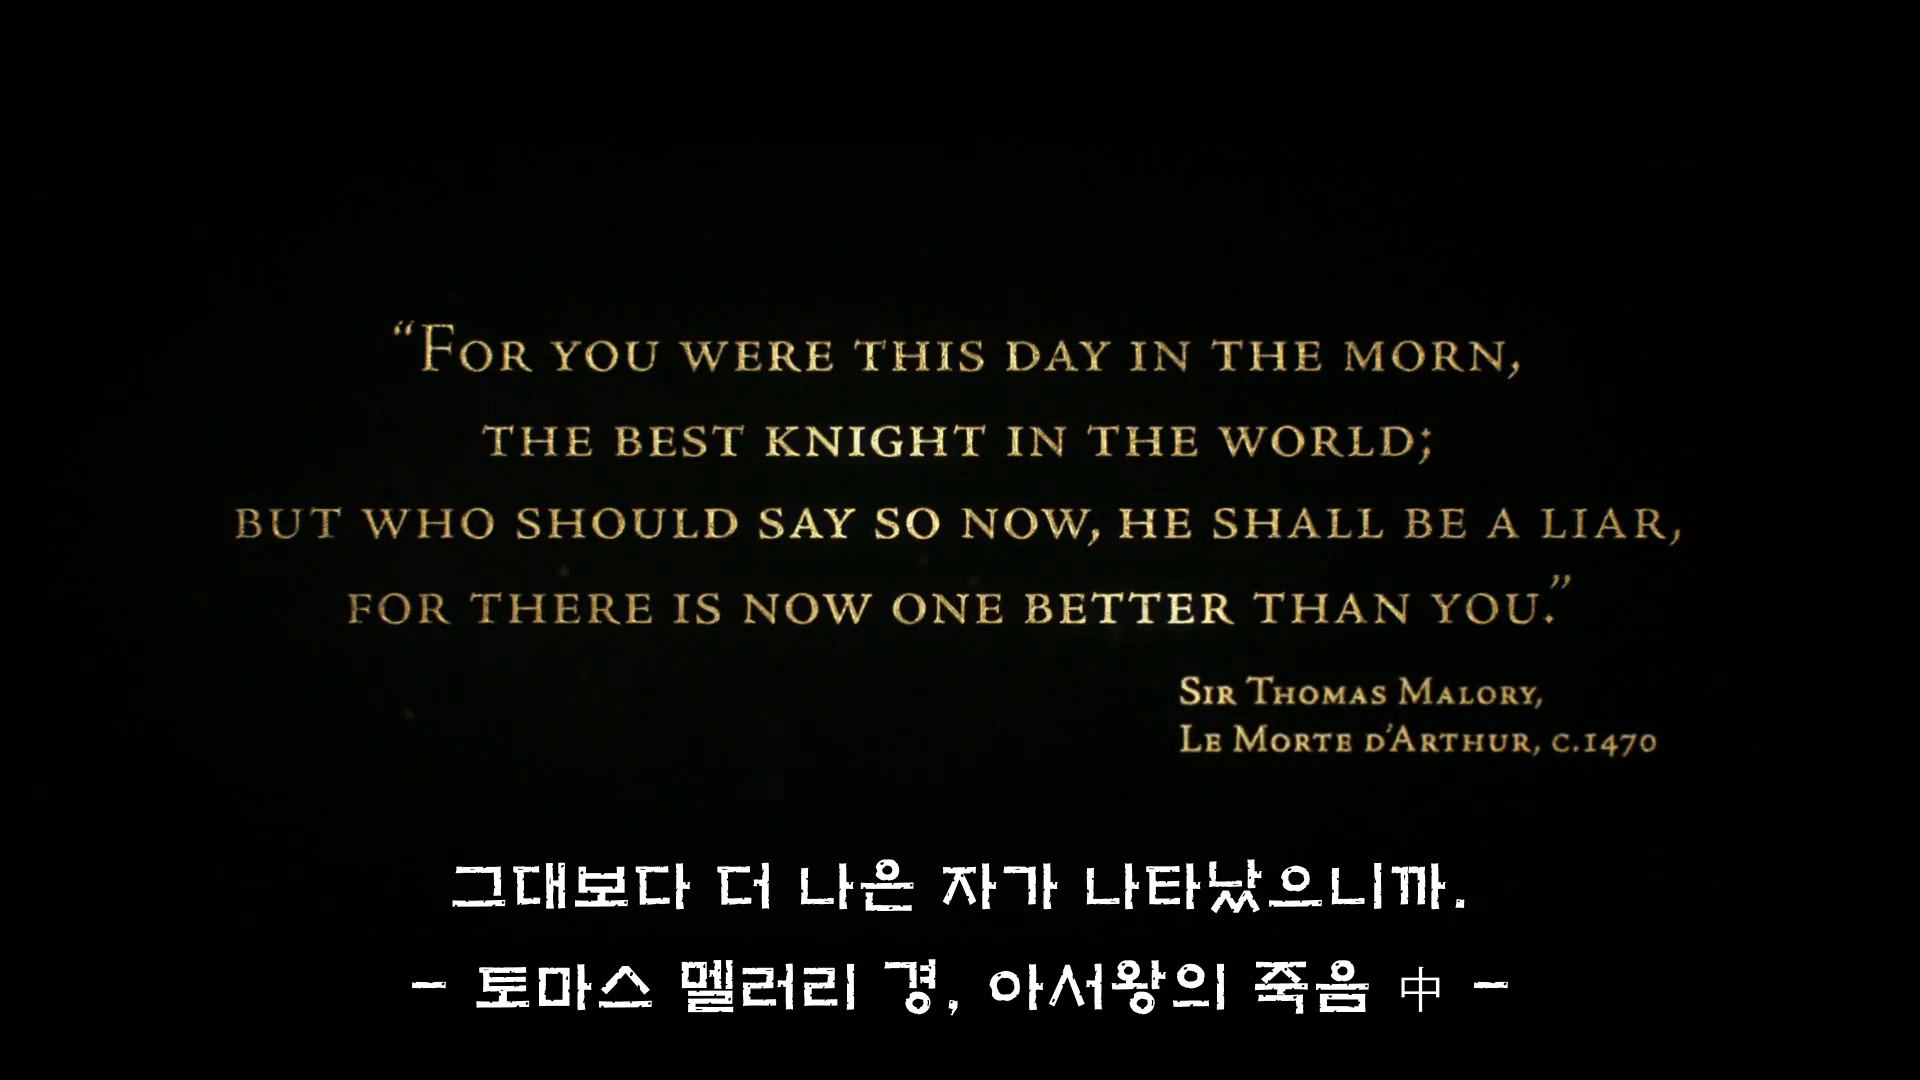 “For you were this day in the morn,
the best knight in the world;
but who should say so now, he shall be a liar,
for there is now one better than you.”
Sir Thomas Malory,
Le Morte d'Arthur, c.1470
그대보다 더 나은 자가 나타났으니까.
- 토마스 멜러리 경, 아서왕의 죽음 中 -